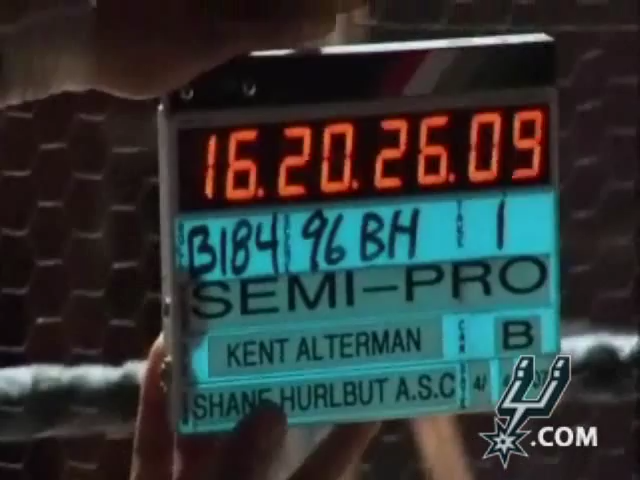 16.20.26.09
B184 96 BH 1
SEMI-PRO
KENT ALTERMAN B
SHANE HURLBUT A.S.C
.COM